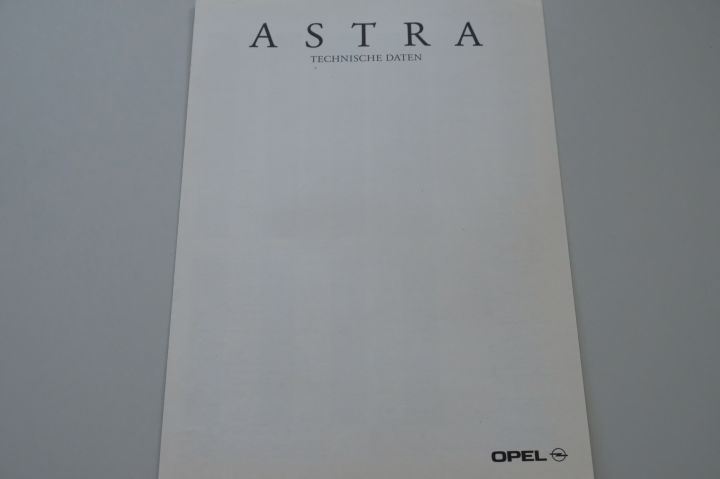 ASTRA
TECHNISCHE DATEN
OPEL